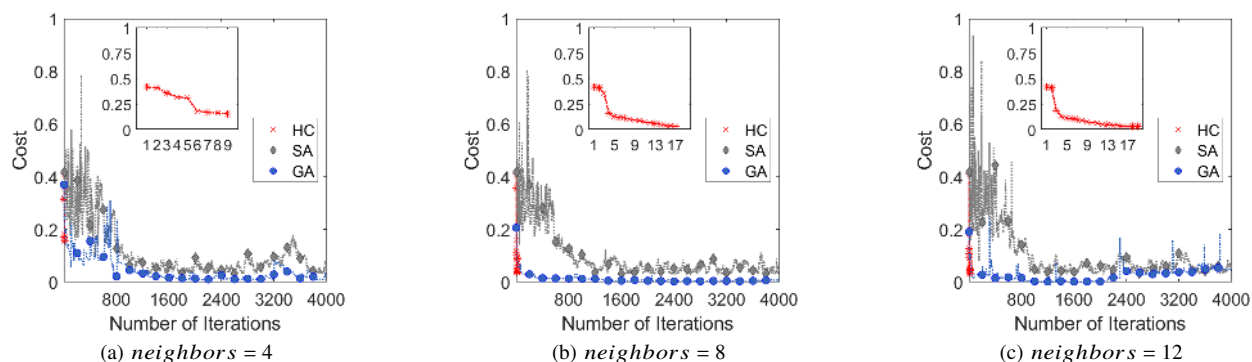 1
0.8
0.6
0.4
0.2
0
Cost
1
0.75
0.5
0.25
0
1 2 3 4 5 6 7 8 9
HC
SA
GA
800 1600 2400 3200 4000
Number of Iterations
(a) neighbors = 4
1
0.8
0.6
0.4
0.2
0
Cost
1
0.75
0.5
0.25
0
1 5 9 13 17
HC
SA
GA
800 1600 2400 3200 4000
Number of Iterations
(b) neighbors = 8
1
0.8
0.6
0.4
0.2
0
Cost
1
0.75
0.5
0.25
0
1 5 9 13 17
HC
SA
GA
800 1600 2400 3200 4000
Number of Iterations
(c) neighbors = 12